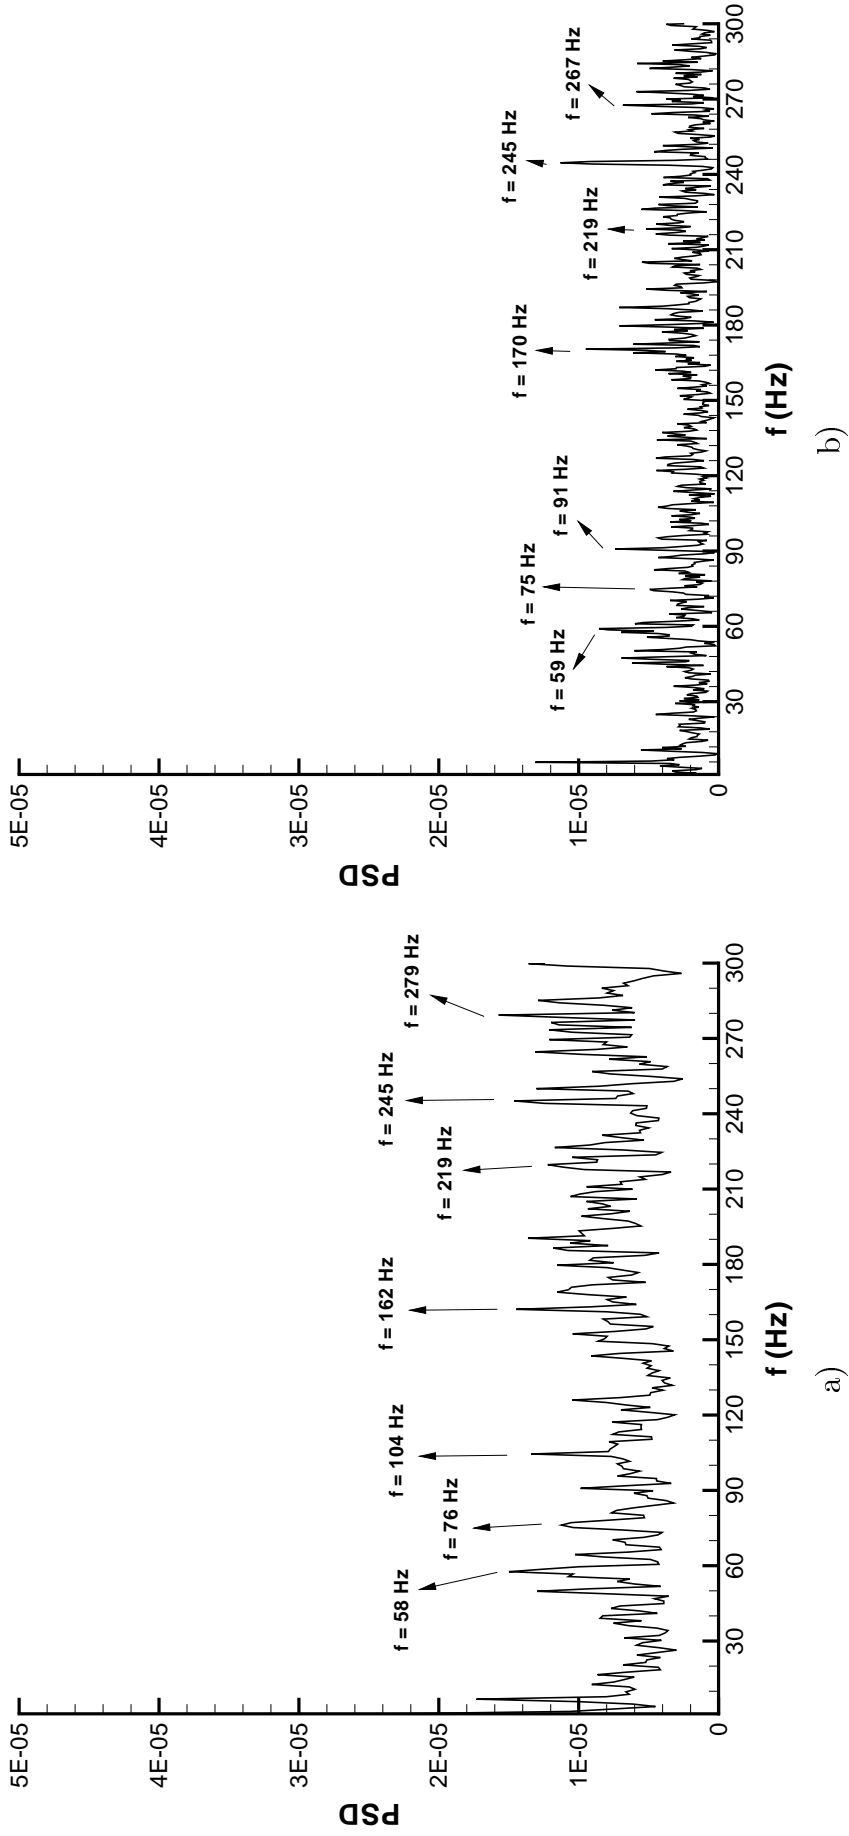 PSD
5E-05
4E-05
3E-05
2E-05
1E-05
0
f = 58 Hz
f = 76 Hz
f = 104 Hz
f = 162 Hz
f = 219 Hz
f = 245 Hz
f = 279 Hz
30
60
90
120
150
180
210
240
270
300
f (Hz)
a)
PSD
5E-05
4E-05
3E-05
2E-05
1E-05
0
f = 59 Hz
f = 75 Hz
f = 91 Hz
f = 170 Hz
f = 219 Hz
f = 245 Hz
f = 267 Hz
30
60
90
120
150
180
210
240
270
300
f (Hz)
b)